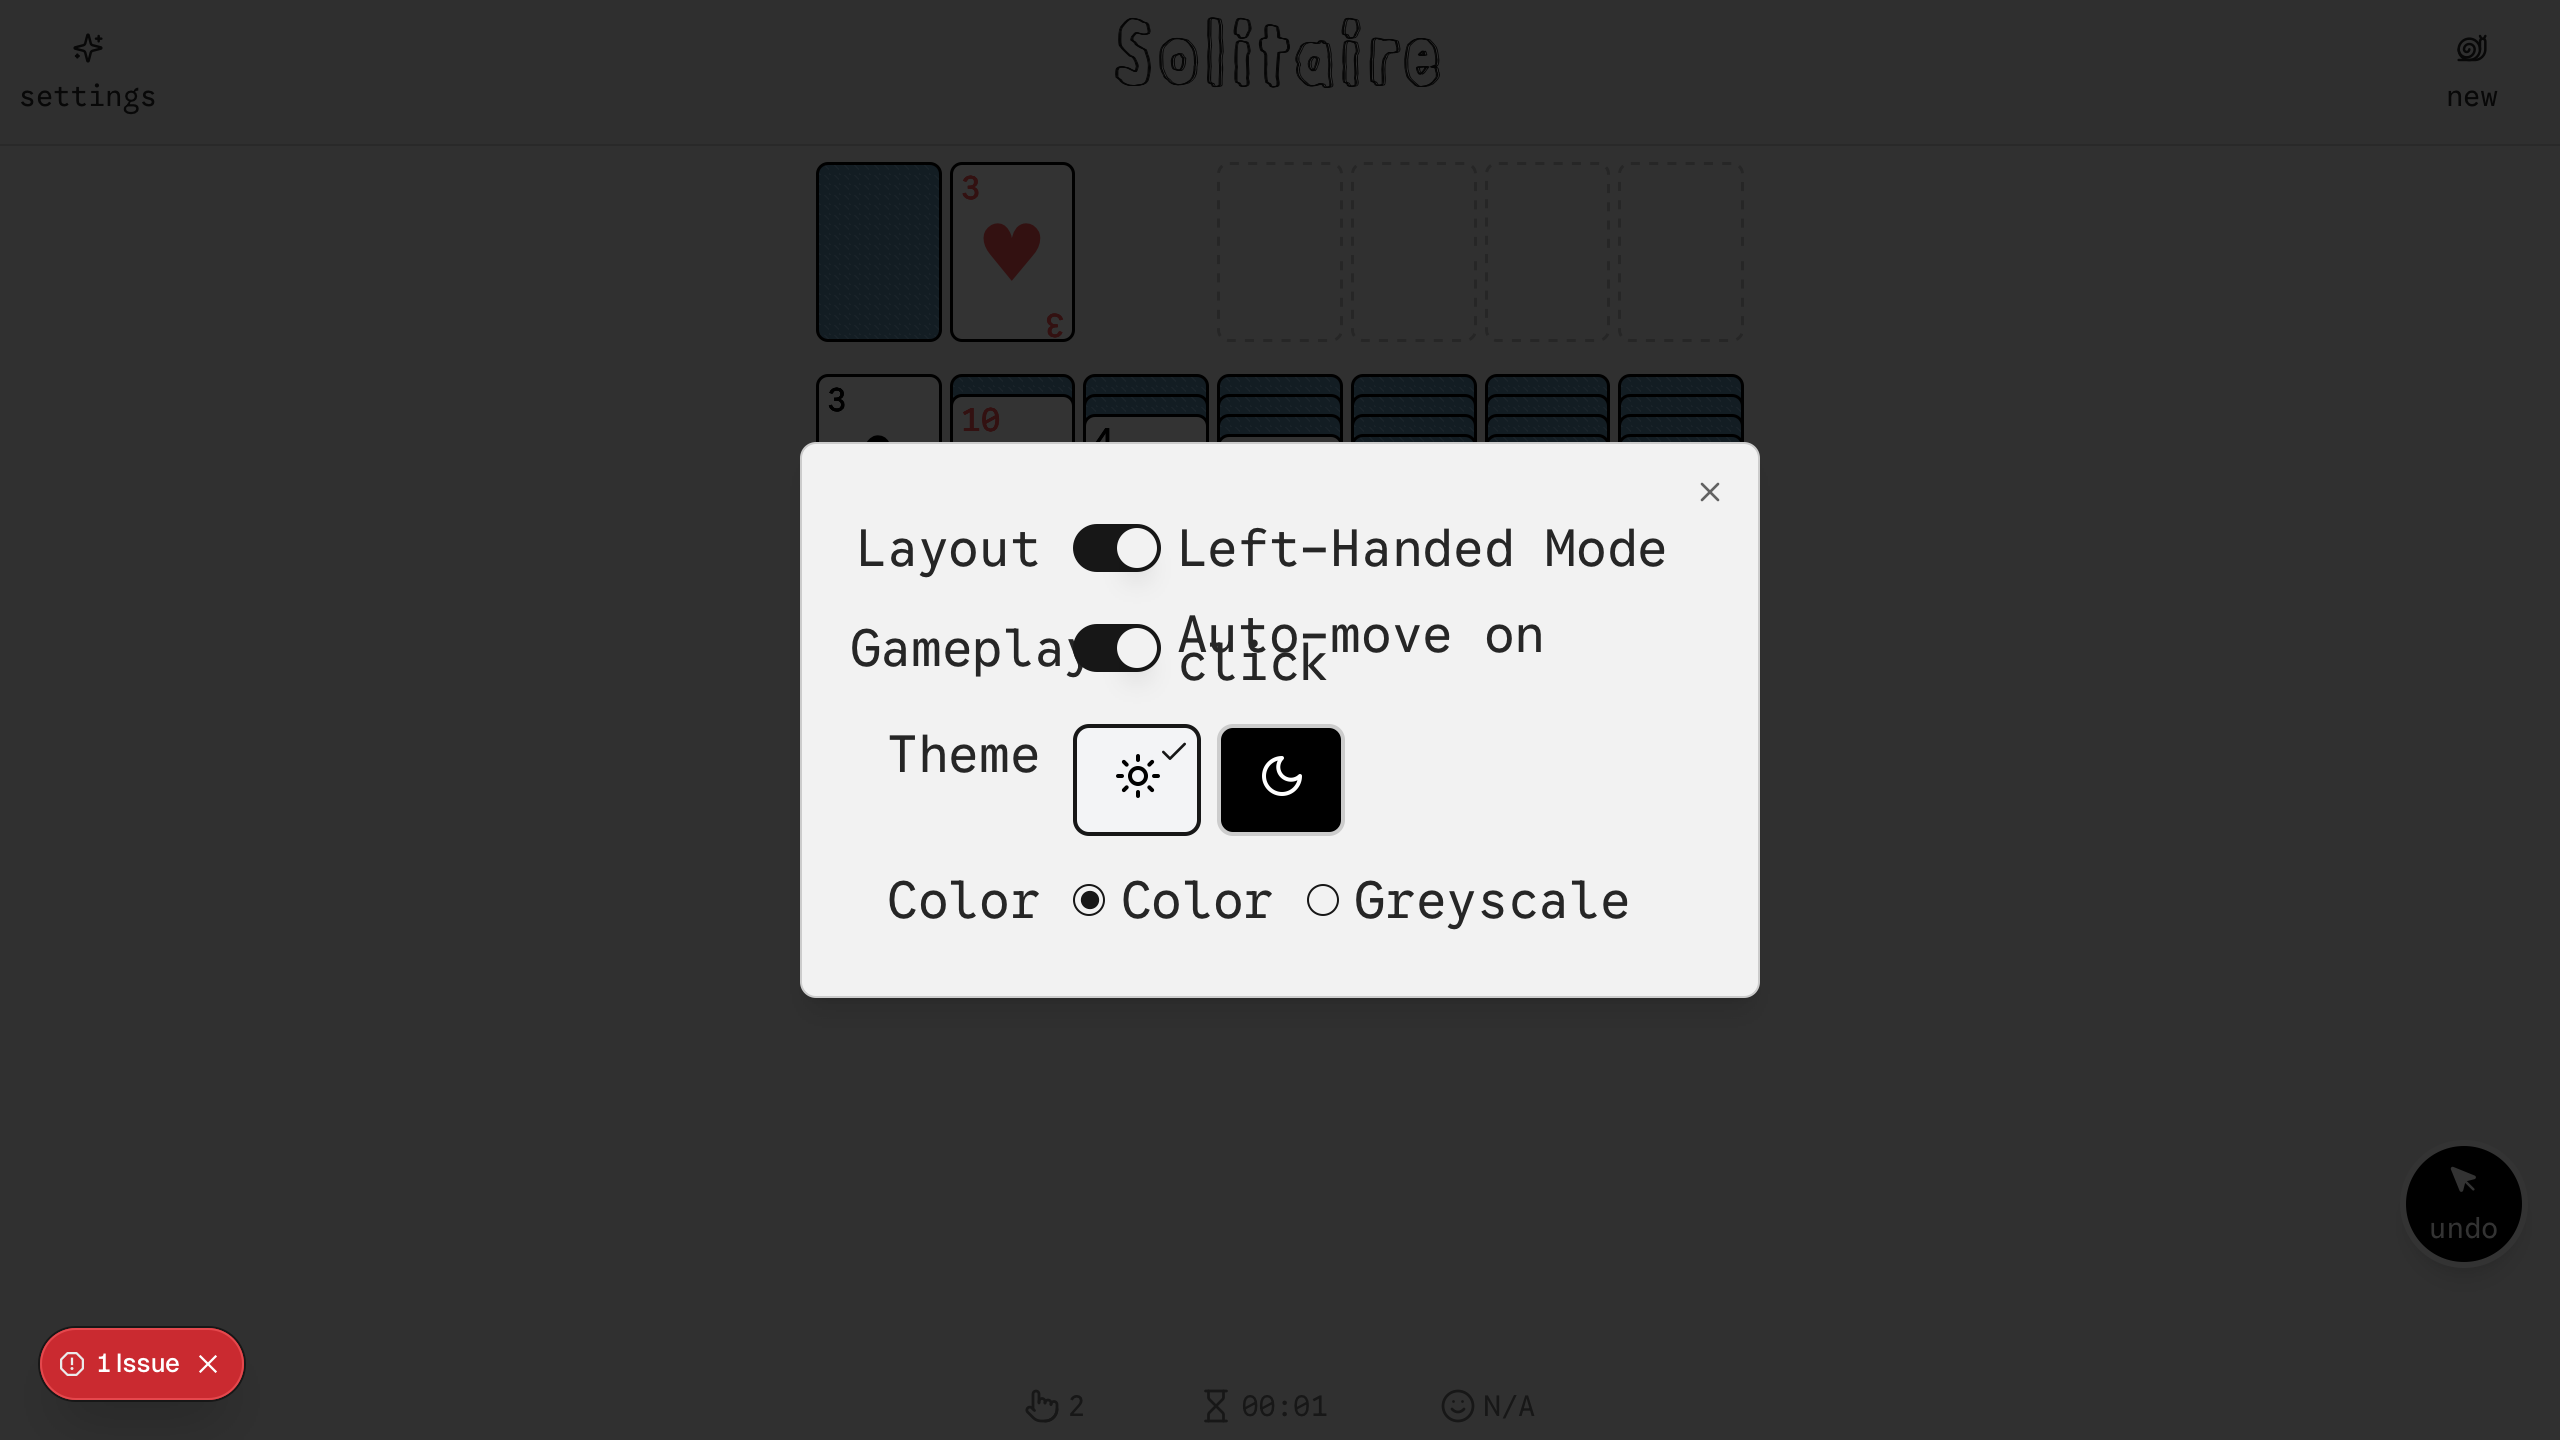 Solitaire
settings
new
3
3
3
10
4
Layout
Left-Handed Mode
Gameplay
Auto-move on
click
Theme
Color
Color
Greyscale
undo
1 Issue
2
00:01
N/A